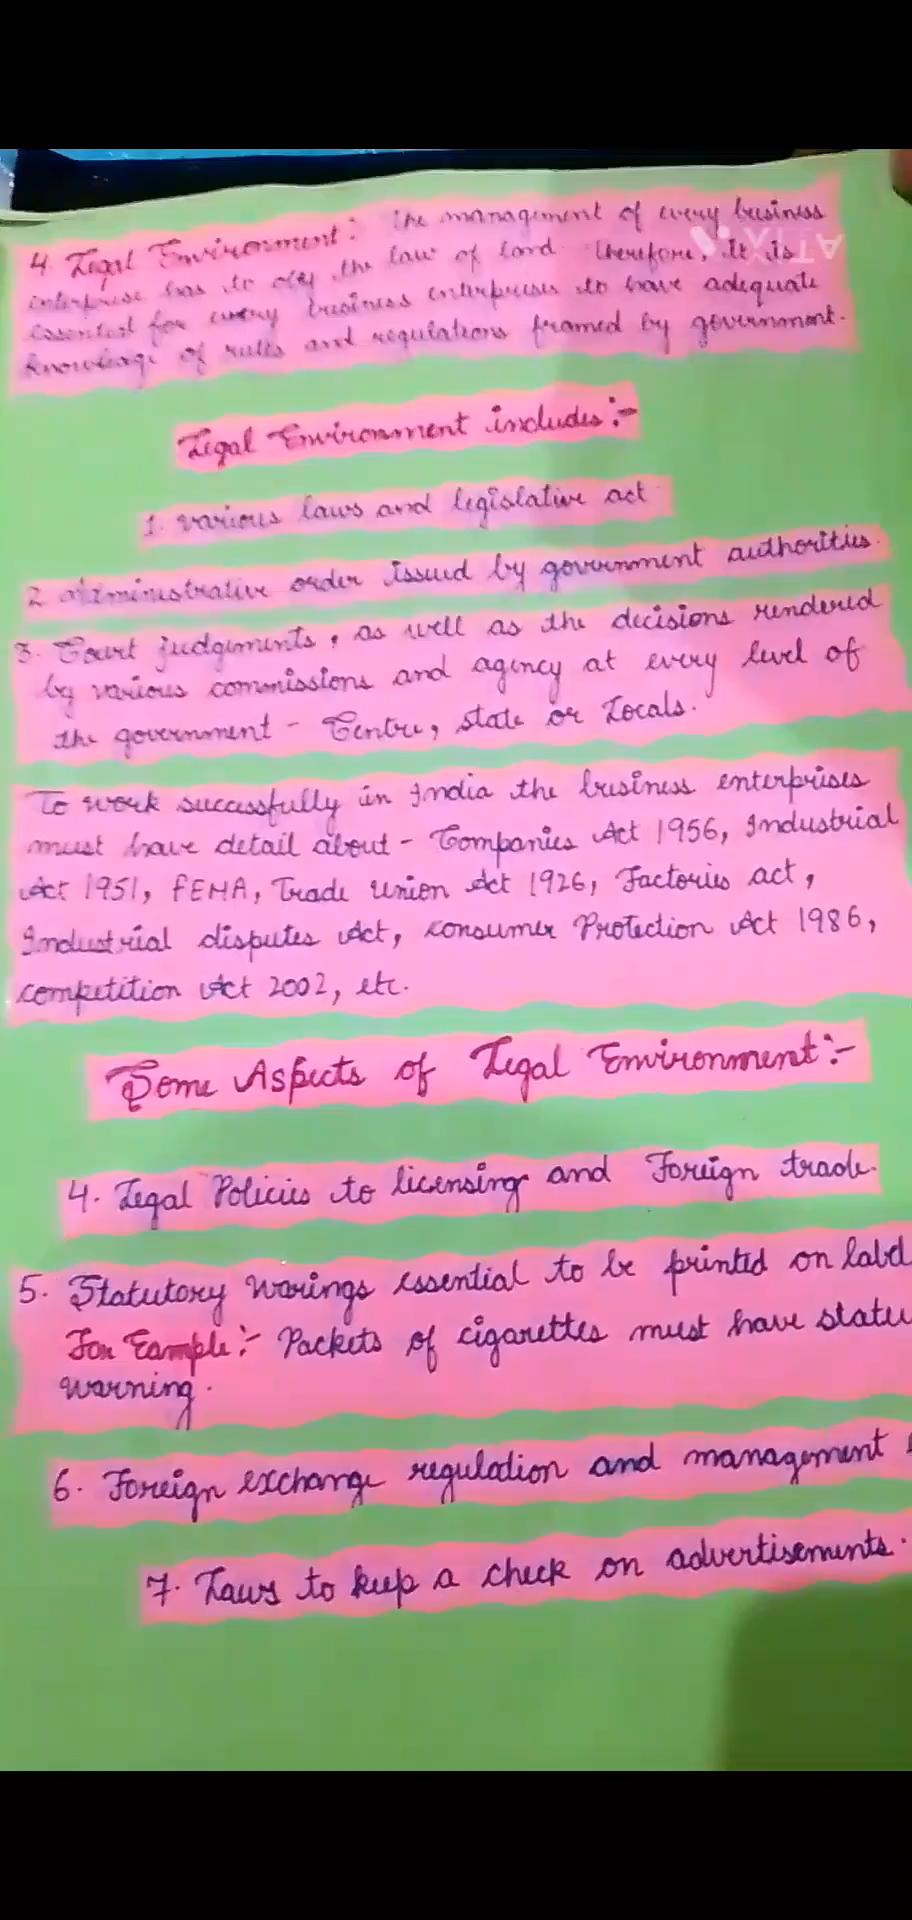 4. Legal Environment: The management of every business
interprise has to obey the law of land. Therefore, It is
essential for every business enterprises to have adequate
knowledge of rules and regulations framed by government.
Legal Environment includes:-
1. various laws and legislative act
2 administrative order issued by government authorities.
3. Court judgements, as well as the decisions rendered
by various commissions and agency at every level of
the government - Centre, state or Locals.
To work successfully in India the business enterprises
must have detail about - Companies Act 1956, Industrial
Act 1951, FEMA, Trade union Act 1926, Factories act,
Industrial disputes Act, consumer Protection Act 1986,
competition Act 2002, etc.
Some Aspects of Legal Environment:-
4. Legal Policies to licensing and Foreign trade.
5. Statutory warings essential to be printed on label
For Eample:- Packets of cigarettes must have statu
warning.
6. Foreign exchange regulation and management
7. Laws to keep a check on advertisements.